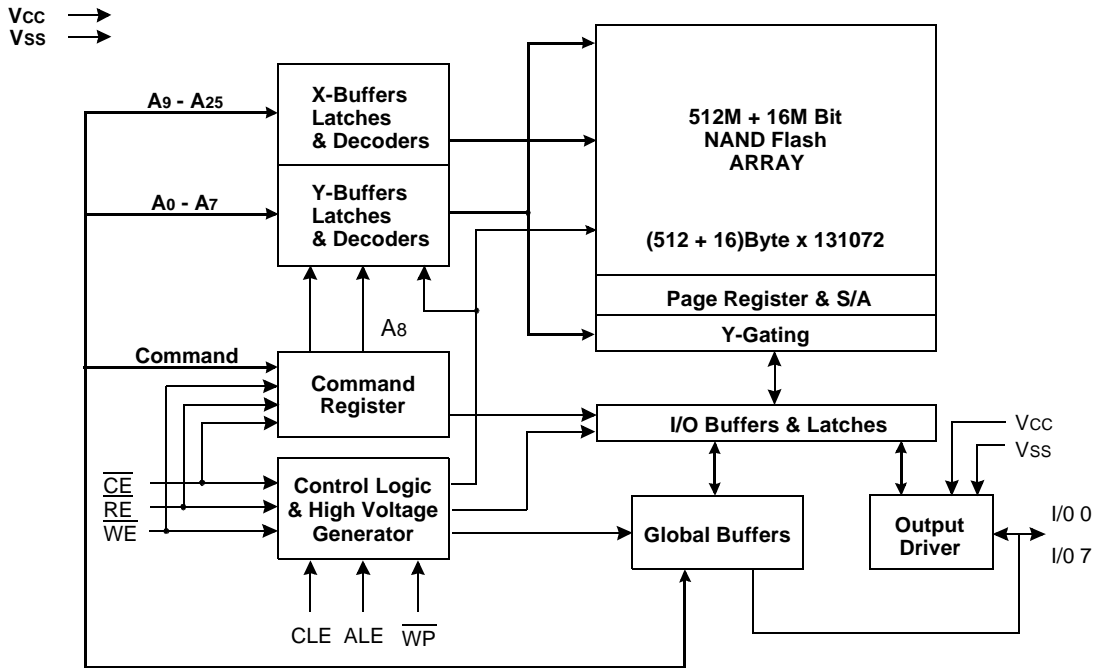 VCC
VSS
A9 - A25
X-Buffers
Latches
& Decoders
512M + 16M Bit
NAND Flash
ARRAY
A0 - A7
Y-Buffers
Latches
& Decoders
(512 + 16)Byte x 131072
Page Register & S/A
Y-Gating
A8
Command
Command
Register
I/O Buffers & Latches
VCC
VSS
CE
RE
WE
Control Logic
& High Voltage
Generator
Global Buffers
Output
Driver
I/0 0
I/0 7
CLE ALE WP